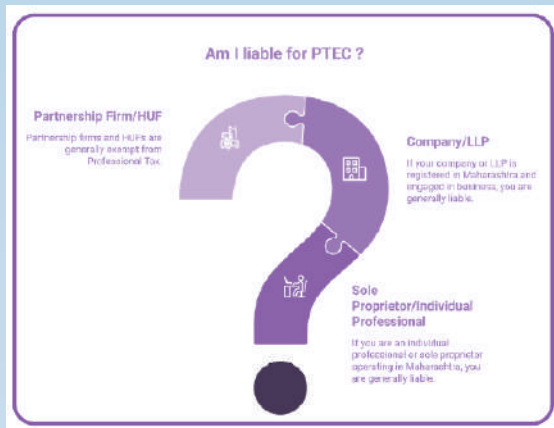 Am I liable for PTEC ?
Partnership Firm/HUF
Partnership firms and HUFs are
generally exempt from
Professional Tax.
Company/LLP
If your company or LLP is
registered in Maharashtra and
engaged in business, you are
generally liable.
Sole
Proprietor/Individual
Professional
If you are an individual
professional or sole proprietor
operating in Maharashtra, you
are generally liable.